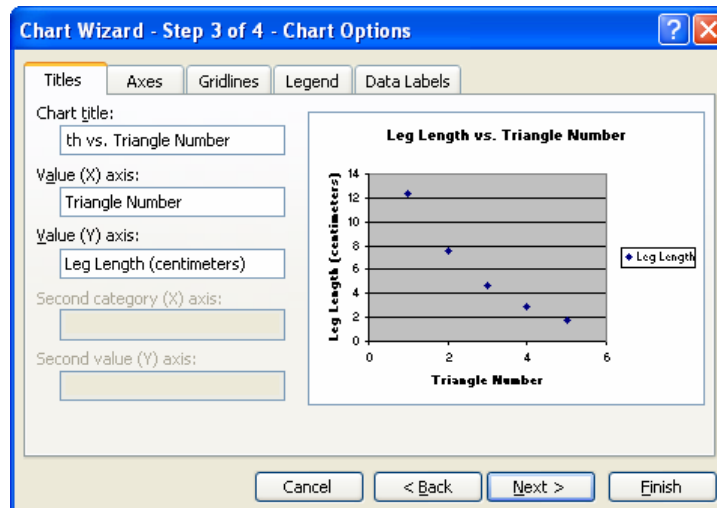 Chart Wizard - Step 3 of 4 - Chart Options
?
Titles
Axes
Gridlines
Legend
Data Labels
Chart title:
th vs. Triangle Number
Value (X) axis:
Triangle Number
Value (Y) axis:
Leg Length (centimeters)
Second category (X) axis:
Second value (Y) axis:
Leg Length vs. Triangle Number
Leg Length (centimeters)
14
12
10
8
6
4
2
0
0
2
4
6
Triangle Number
Leg Length
Cancel
< Back
Next >
Finish